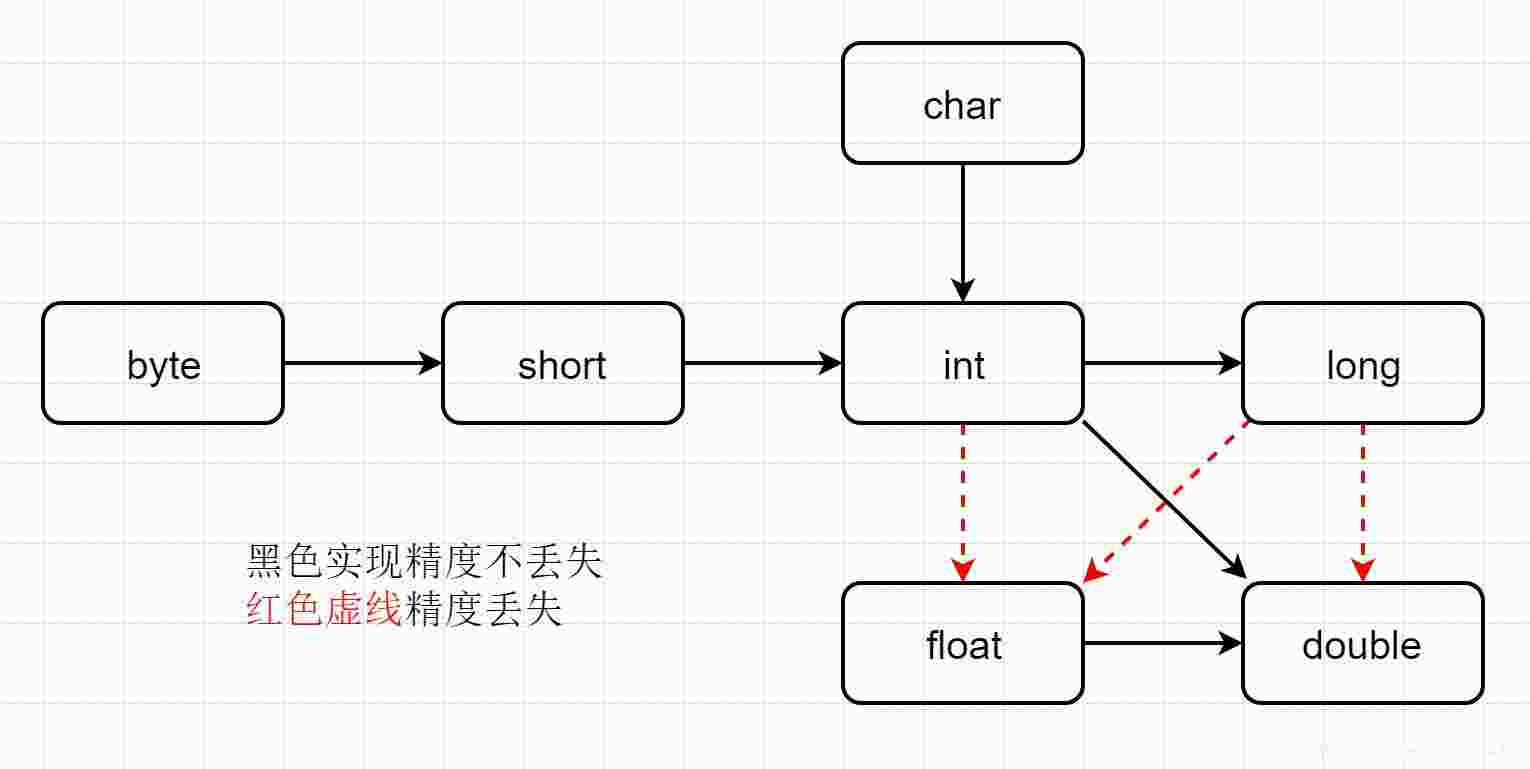 char
byte
short
int
long
黑色实现精度不丢失
红色虚线精度丢失
float
double